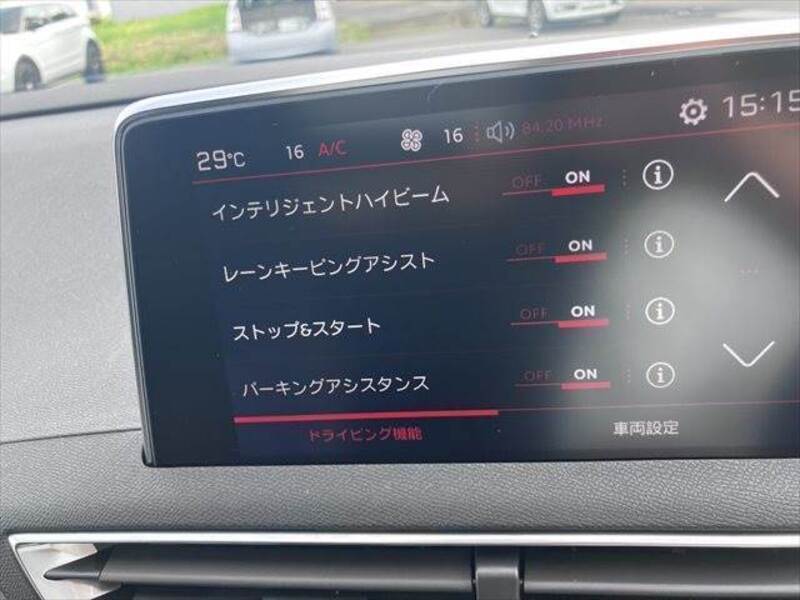 29°C 16 A/C 16 84.20 MHz 15:15
インテリジェントハイビーム OFF ON i
レーンキーピングアシスト OFF ON i
ストップ&スタート OFF ON i
パーキングアシスタンス OFF ON i
ドライビング機能 車両設定